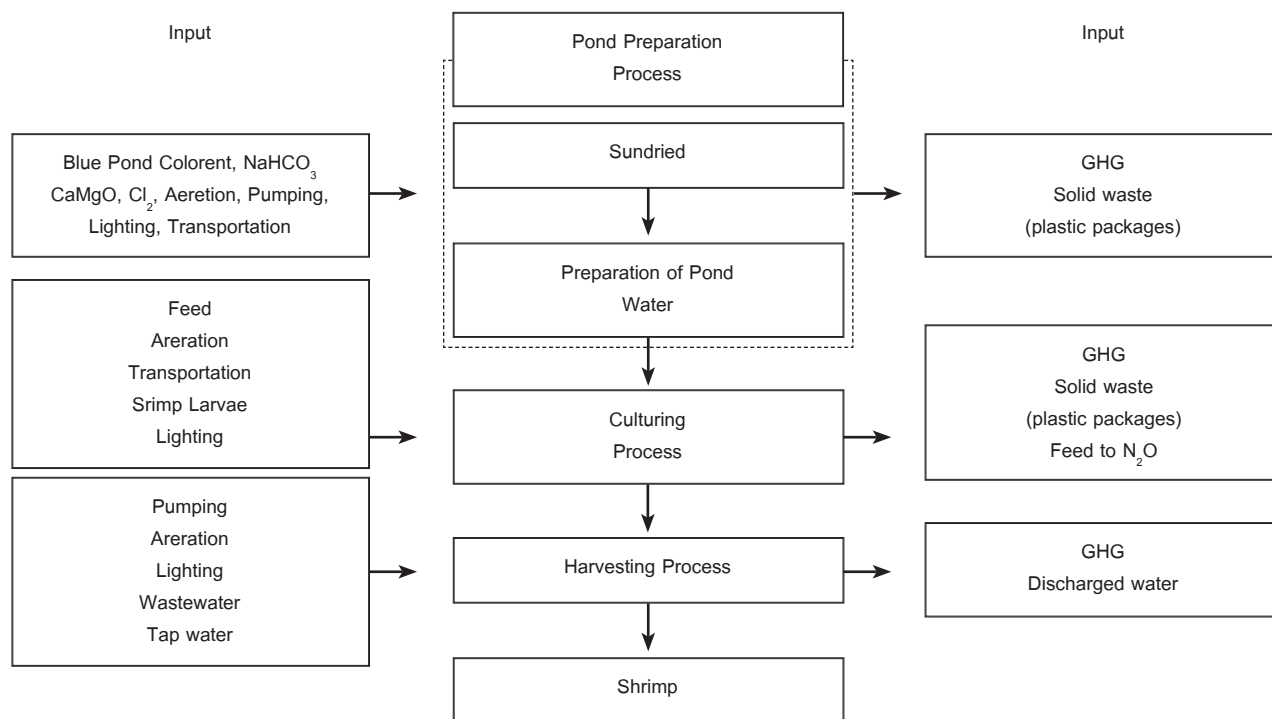 Input
Pond Preparation
Process
Input
Blue Pond Colorent, NaHCO₃
CaMgO, Cl₂, Aeretion, Pumping,
Lighting, Transportation
Sundried
GHG
Solid waste
(plastic packages)
Preparation of Pond
Water
Feed
Areration
Transportation
Srimp Larvae
Lighting
Culturing
Process
GHG
Solid waste
(plastic packages)
Feed to N₂O
Pumping
Areration
Lighting
Wastewater
Tap water
Harvesting Process
GHG
Discharged water
Shrimp